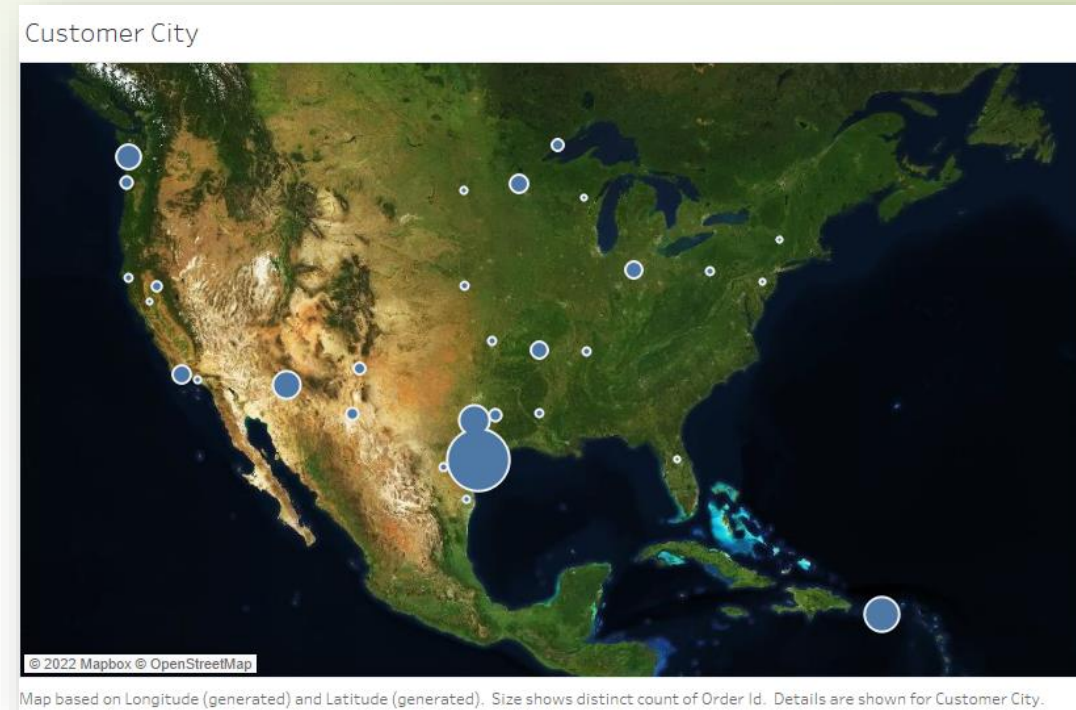 Customer City
© 2022 Mapbox © OpenStreetMap
Map based on Longitude (generated) and Latitude (generated). Size shows distinct count of Order Id. Details are shown for Customer City.